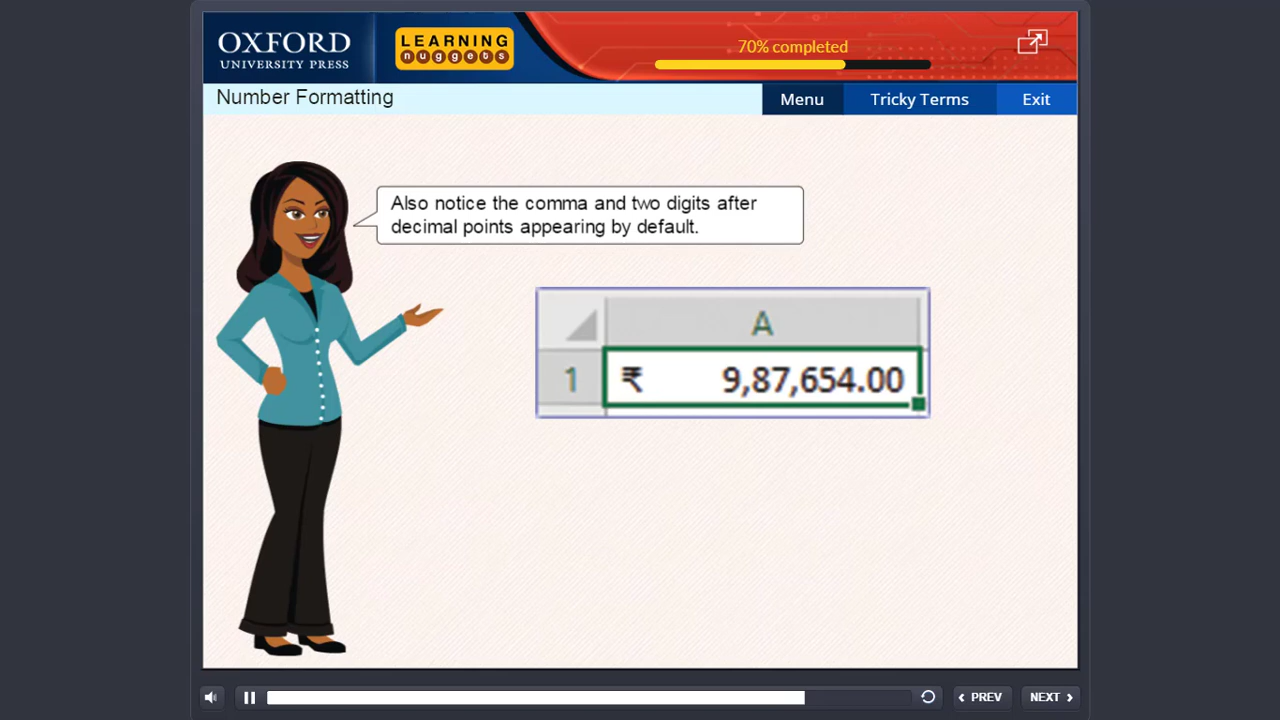 OXFORD
UNIVERSITY PRESS
LEARNING
nuggets
70% completed
Number Formatting
Menu
Tricky Terms
Exit
Also notice the comma and two digits after
decimal points appearing by default.
A
1
₹ 9,87,654.00
PREV
NEXT